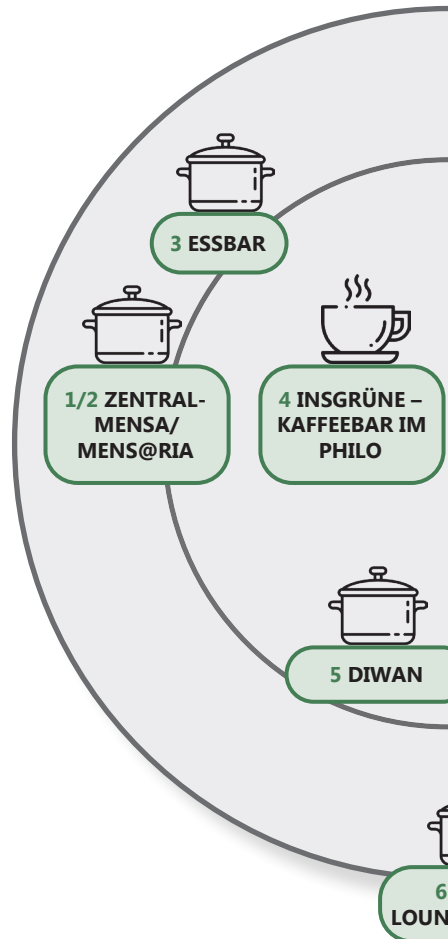 3 ESSBAR
1/2 ZENTRAL-
MENSA/
MENS@RIA
4 INSGRÜNE –
KAFFEEBAR IM
PHILO
5 DIWAN
6